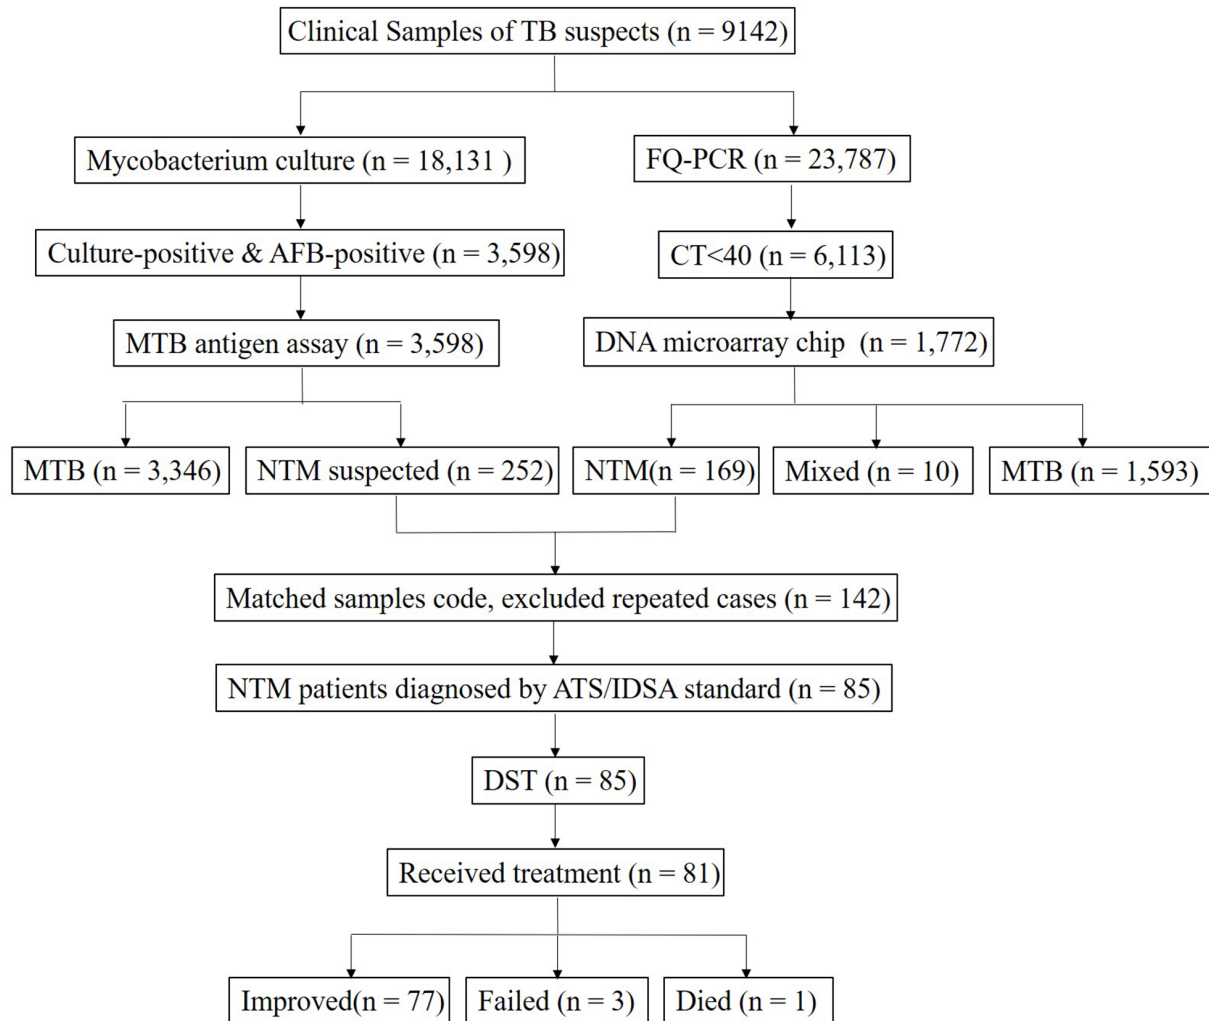 Clinical Samples of TB suspects (n = 9142)
Mycobacterium culture (n = 18,131 )
FQ-PCR (n = 23,787)
Culture-positive & AFB-positive (n = 3,598)
CT<40 (n = 6,113)
MTB antigen assay (n = 3,598)
DNA microarray chip (n = 1,772)
MTB (n = 3,346)
NTM suspected (n = 252)
NTM(n = 169)
Mixed (n = 10)
MTB (n = 1,593)
Matched samples code, excluded repeated cases (n = 142)
NTM patients diagnosed by ATS/IDSA standard (n = 85)
DST (n = 85)
Received treatment (n = 81)
Improved(n = 77)
Failed (n = 3)
Died (n = 1)